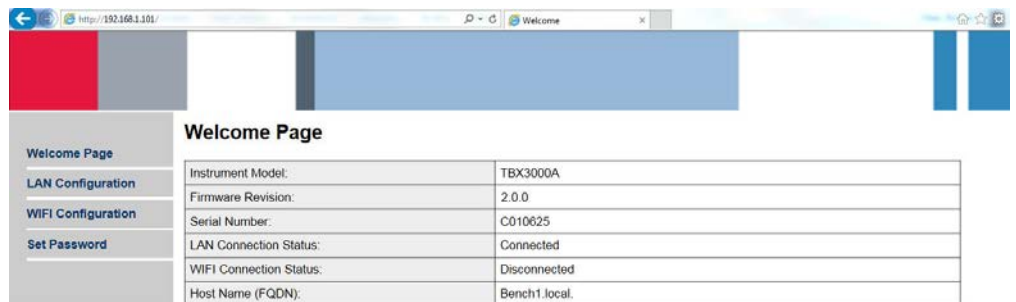 http://192.168.1.101/
Welcome
Welcome Page
Welcome Page
LAN Configuration
WIFI Configuration
Set Password
Instrument Model: TBX3000A
Firmware Revision: 2.0.0
Serial Number: C010625
LAN Connection Status: Connected
WIFI Connection Status: Disconnected
Host Name (FQDN): Bench1.local.